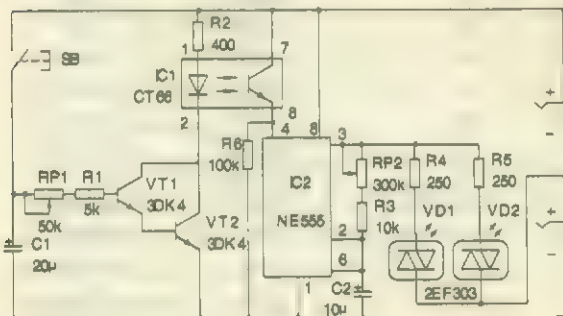 R2
400
1
7
SB
IC1
CT66
2
8
R6
100k
4
8
3
RP1
R1
50k
5k
VT1
3DK4
VT2
3DK4
C1
20μ
+
IC2
NE555
RP2
300k
R4
250
R5
250
R3
10k
VD1
VD2
2
6
1
C2
10μ
+
2EF303
+
-
+
-